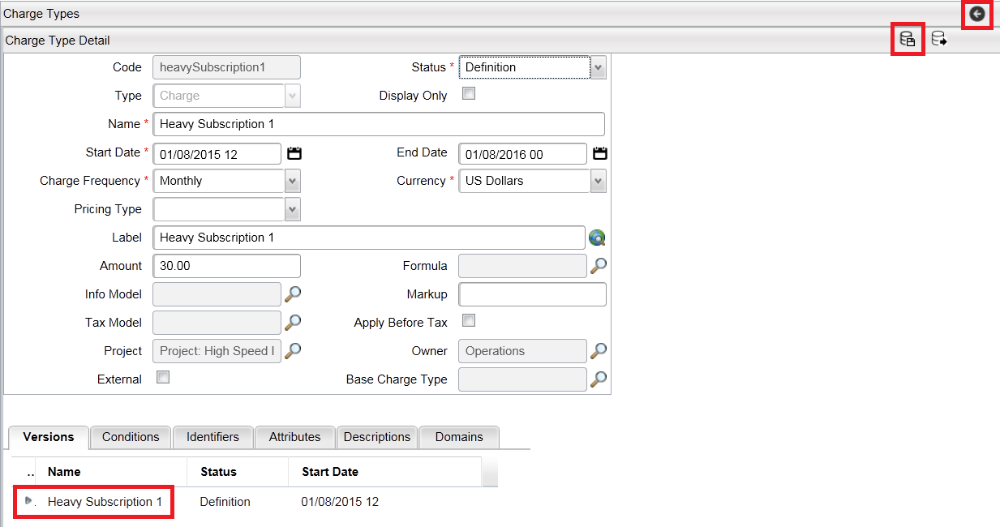 Charge Types
Charge Type Detail
Code heavySubscription1 Status * Definition
Type Charge Display Only
Name * Heavy Subscription 1
Start Date * 01/08/2015 12 End Date 01/08/2016 00
Charge Frequency * Monthly Currency * US Dollars
Pricing Type
Label Heavy Subscription 1
Amount 30.00 Formula
Info Model Markup
Tax Model Apply Before Tax
Project Project: High Speed I Owner Operations
External Base Charge Type
Versions Conditions Identifiers Attributes Descriptions Domains
.. Name Status Start Date
. Heavy Subscription 1 Definition 01/08/2015 12